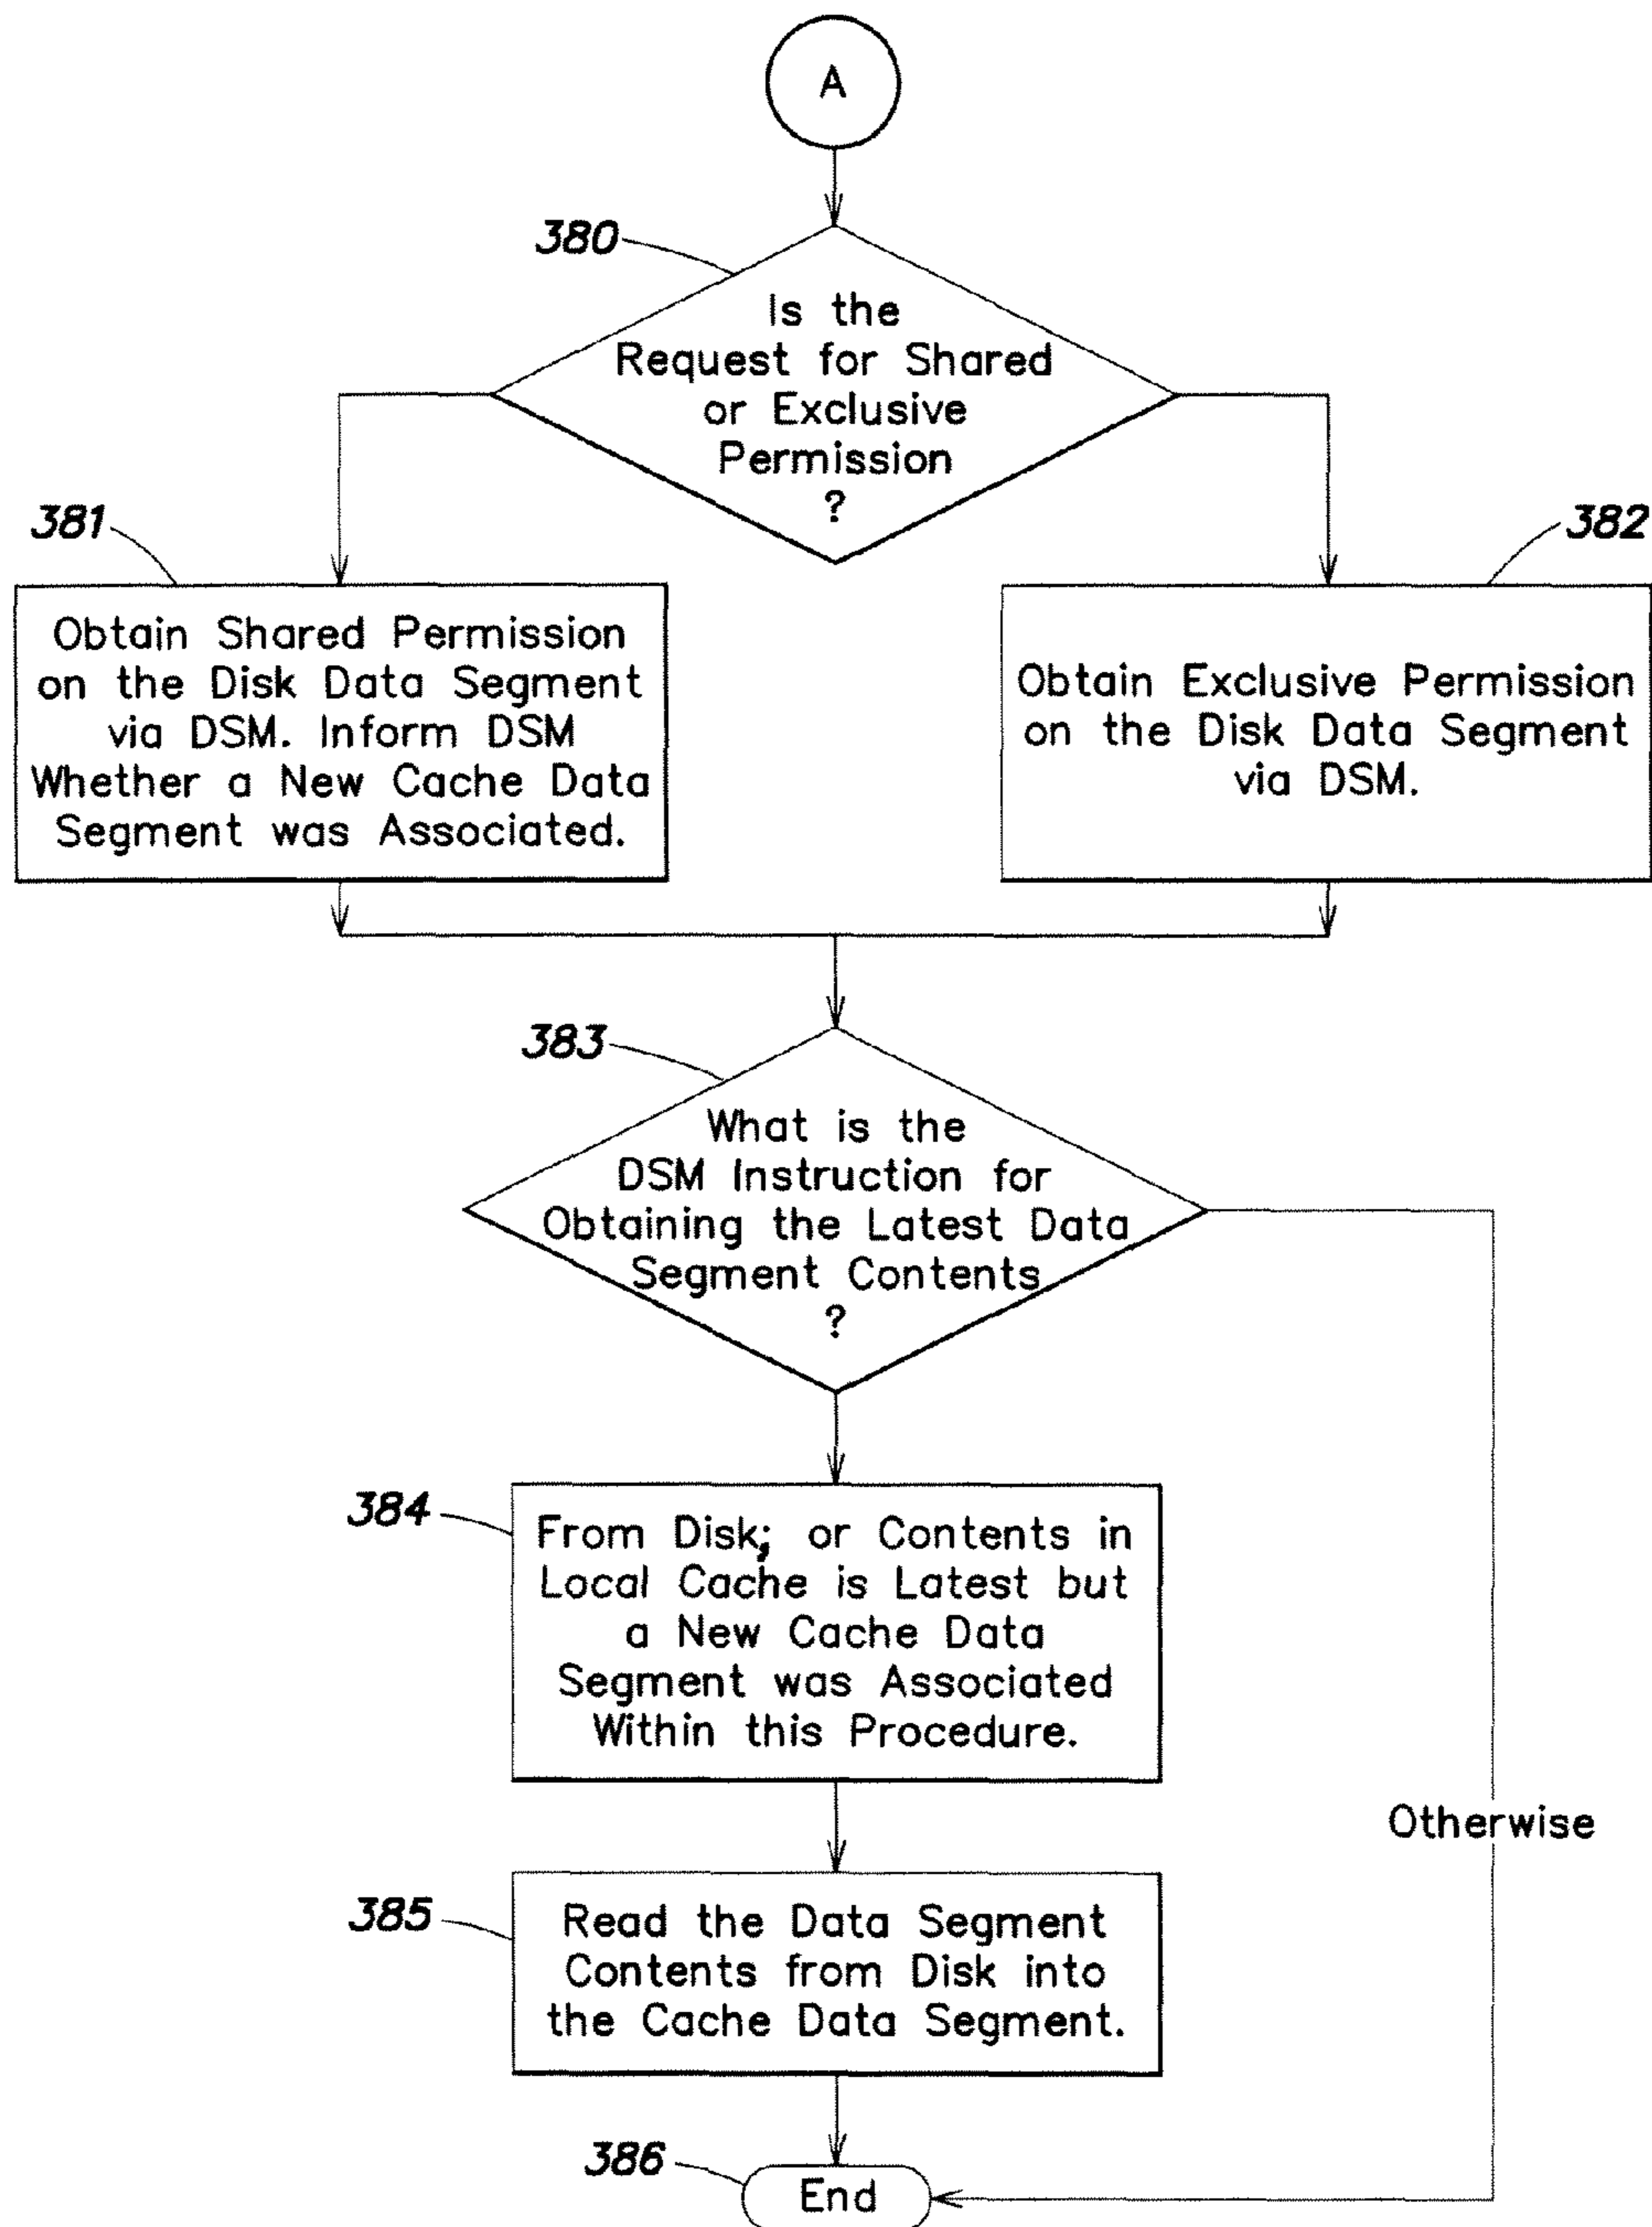 A
380
Is the
Request for Shared
or Exclusive
Permission
?
381
Obtain Shared Permission
on the Disk Data Segment
via DSM. Inform DSM
Whether a New Cache Data
Segment was Associated.
382
Obtain Exclusive Permission
on the Disk Data Segment
via DSM.
383
What is the
DSM Instruction for
Obtaining the Latest Data
Segment Contents
?
384
From Disk; or Contents in
Local Cache is Latest but
a New Cache Data
Segment was Associated
Within this Procedure.
Otherwise
385
Read the Data Segment
Contents from Disk into
the Cache Data Segment.
386
End